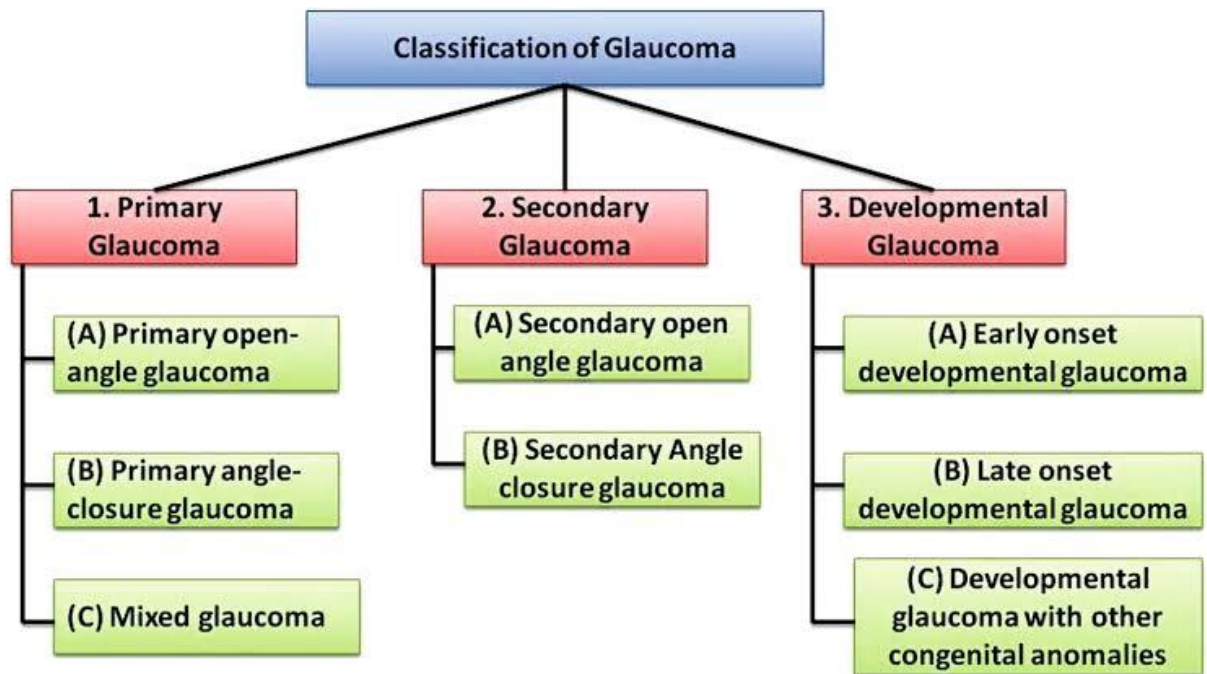 Classification of Glaucoma
1. Primary
Glaucoma
(A) Primary open-
angle glaucoma
(B) Primary angle-
closure glaucoma
(C) Mixed glaucoma
2. Secondary
Glaucoma
(A) Secondary open
angle glaucoma
(B) Secondary Angle
closure glaucoma
3. Developmental
Glaucoma
(A) Early onset
developmental glaucoma
(B) Late onset
developmental glaucoma
(C) Developmental
glaucoma with other
congenital anomalies